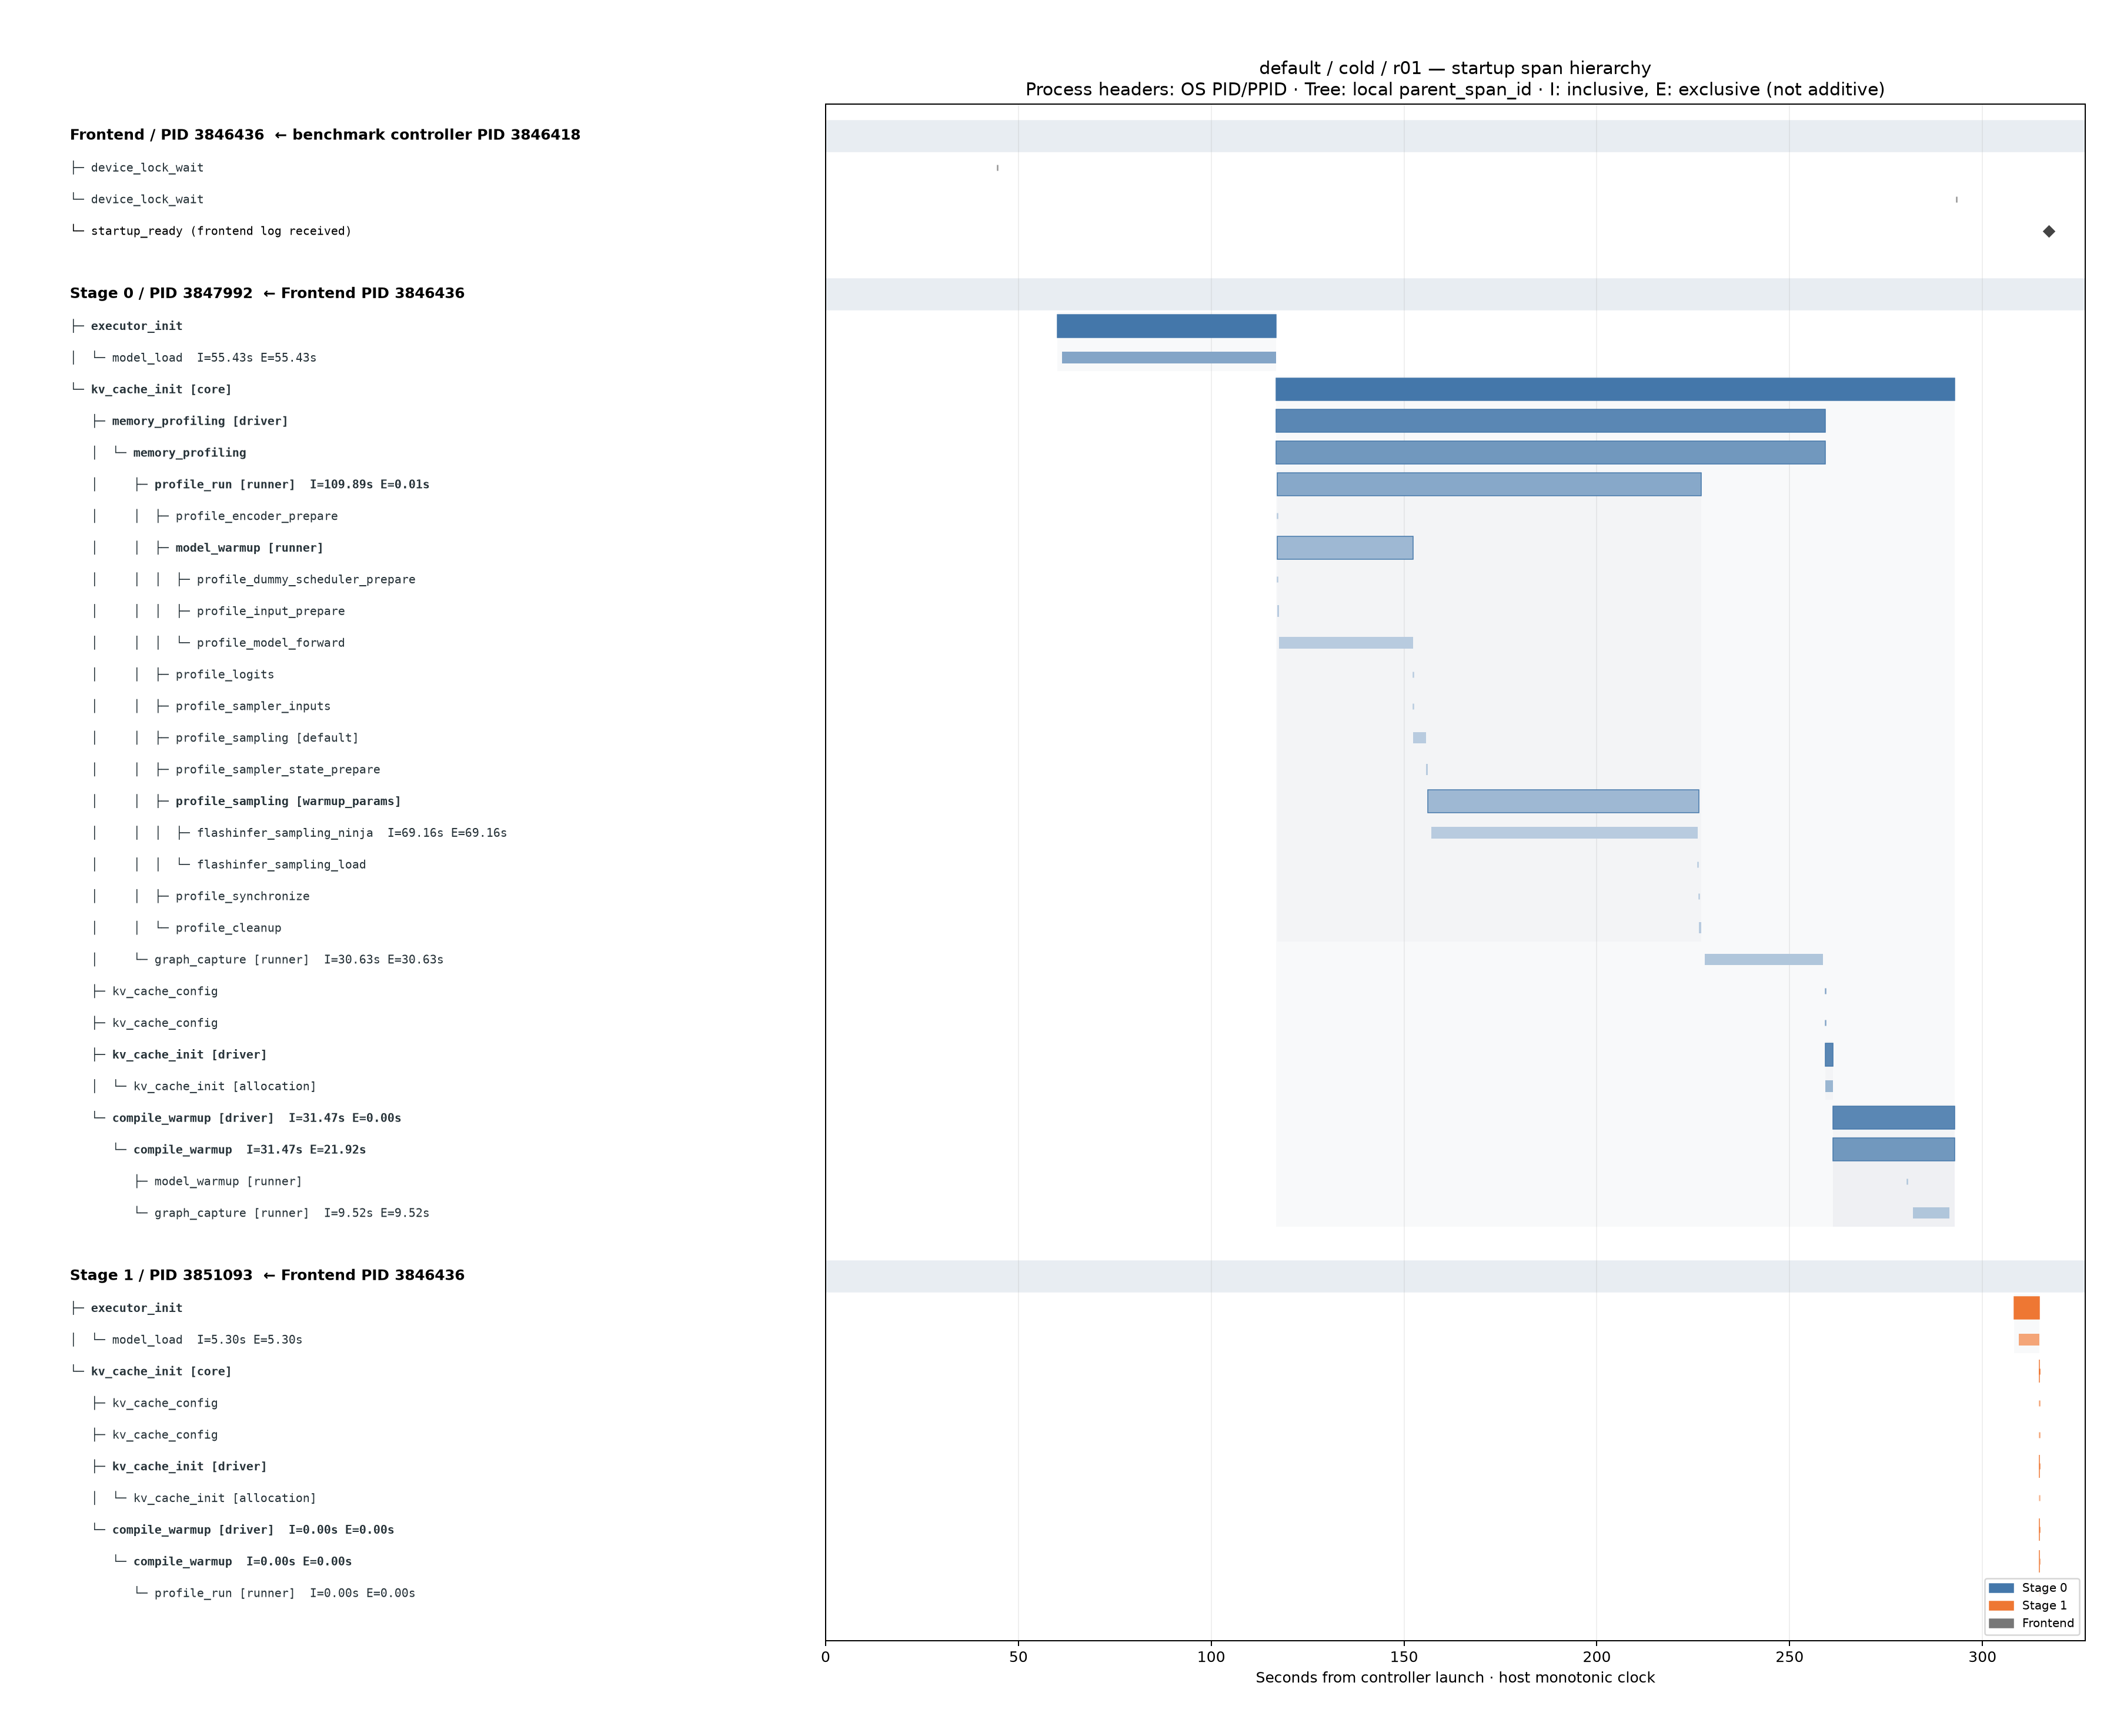 default / cold / r01 — startup span hierarchy
Process headers: OS PID/PPID · Tree: local parent_span_id · I: inclusive, E: exclusive (not additive)
Frontend / PID 3846436 ← benchmark controller PID 3846418
├─ device_lock_wait
└─ device_lock_wait
└─ startup_ready (frontend log received)
Stage 0 / PID 3847992 ← Frontend PID 3846436
├─ executor_init
│  └─ model_load  I=55.43s E=55.43s
└─ kv_cache_init [core]
   ├─ memory_profiling [driver]
   │  └─ memory_profiling
   │     ├─ profile_run [runner]  I=109.89s E=0.01s
   │     │  ├─ profile_encoder_prepare
   │     │  ├─ model_warmup [runner]
   │     │  │  ├─ profile_dummy_scheduler_prepare
   │     │  │  ├─ profile_input_prepare
   │     │  │  └─ profile_model_forward
   │     │  ├─ profile_logits
   │     │  ├─ profile_sampler_inputs
   │     │  ├─ profile_sampling [default]
   │     │  ├─ profile_sampler_state_prepare
   │     │  ├─ profile_sampling [warmup_params]
   │     │  │  ├─ flashinfer_sampling_ninja  I=69.16s E=69.16s
   │     │  │  └─ flashinfer_sampling_load
   │     │  ├─ profile_synchronize
   │     │  └─ profile_cleanup
   │     └─ graph_capture [runner]  I=30.63s E=30.63s
   ├─ kv_cache_config
   ├─ kv_cache_config
   ├─ kv_cache_init [driver]
   │  └─ kv_cache_init [allocation]
   └─ compile_warmup [driver]  I=31.47s E=0.00s
      └─ compile_warmup  I=31.47s E=21.92s
         ├─ model_warmup [runner]
         └─ graph_capture [runner]  I=9.52s E=9.52s
Stage 1 / PID 3851093 ← Frontend PID 3846436
├─ executor_init
│  └─ model_load  I=5.30s E=5.30s
└─ kv_cache_init [core]
   ├─ kv_cache_config
   ├─ kv_cache_config
   ├─ kv_cache_init [driver]
   │  └─ kv_cache_init [allocation]
   └─ compile_warmup [driver]  I=0.00s E=0.00s
      └─ compile_warmup  I=0.00s E=0.00s
         └─ profile_run [runner]  I=0.00s E=0.00s
Stage 0
Stage 1
Frontend
0 50 100 150 200 250 300
Seconds from controller launch · host monotonic clock